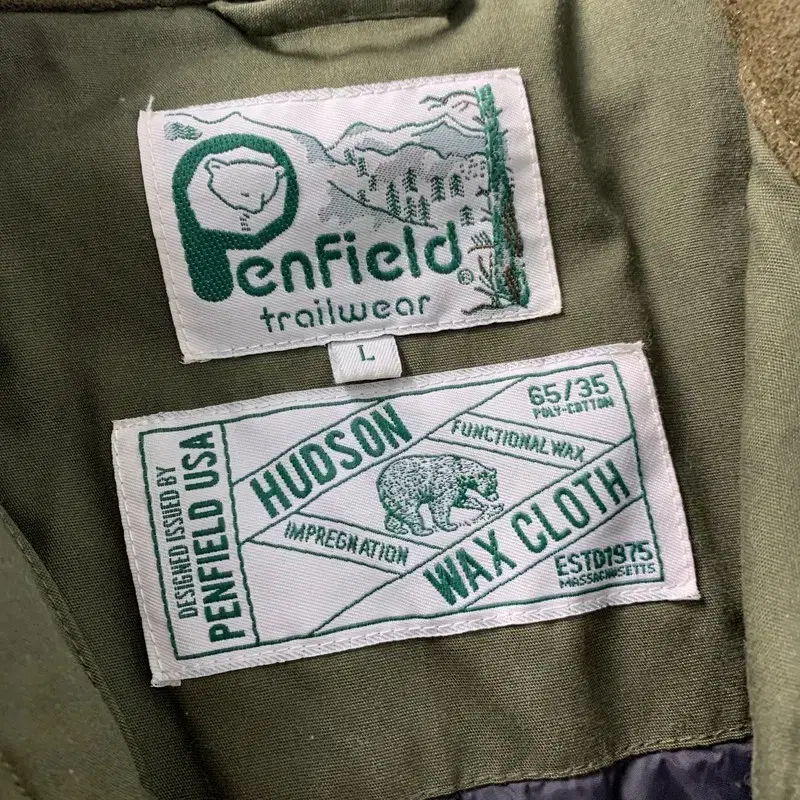 Penfield®
trailwear
L
DESIGNED ISSUED BY
PENFIELD USA
HUDSON
65/35
POLY-COTTON
FUNCTIONAL WAX
IMPREGNATION
WAX CLOTH
ESTD1975
MASSACHUSETTS